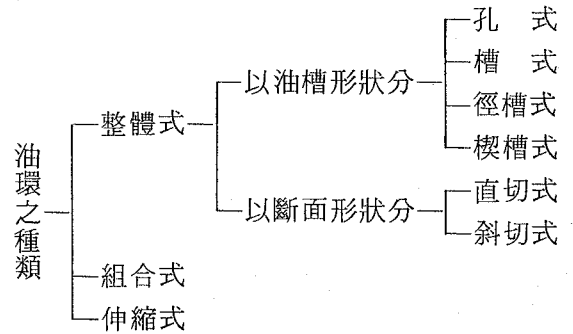 油環之種類
整體式
以油槽形狀分
孔　式
槽　式
徑槽式
楔槽式
以斷面形狀分
直切式
斜切式
組合式
伸縮式